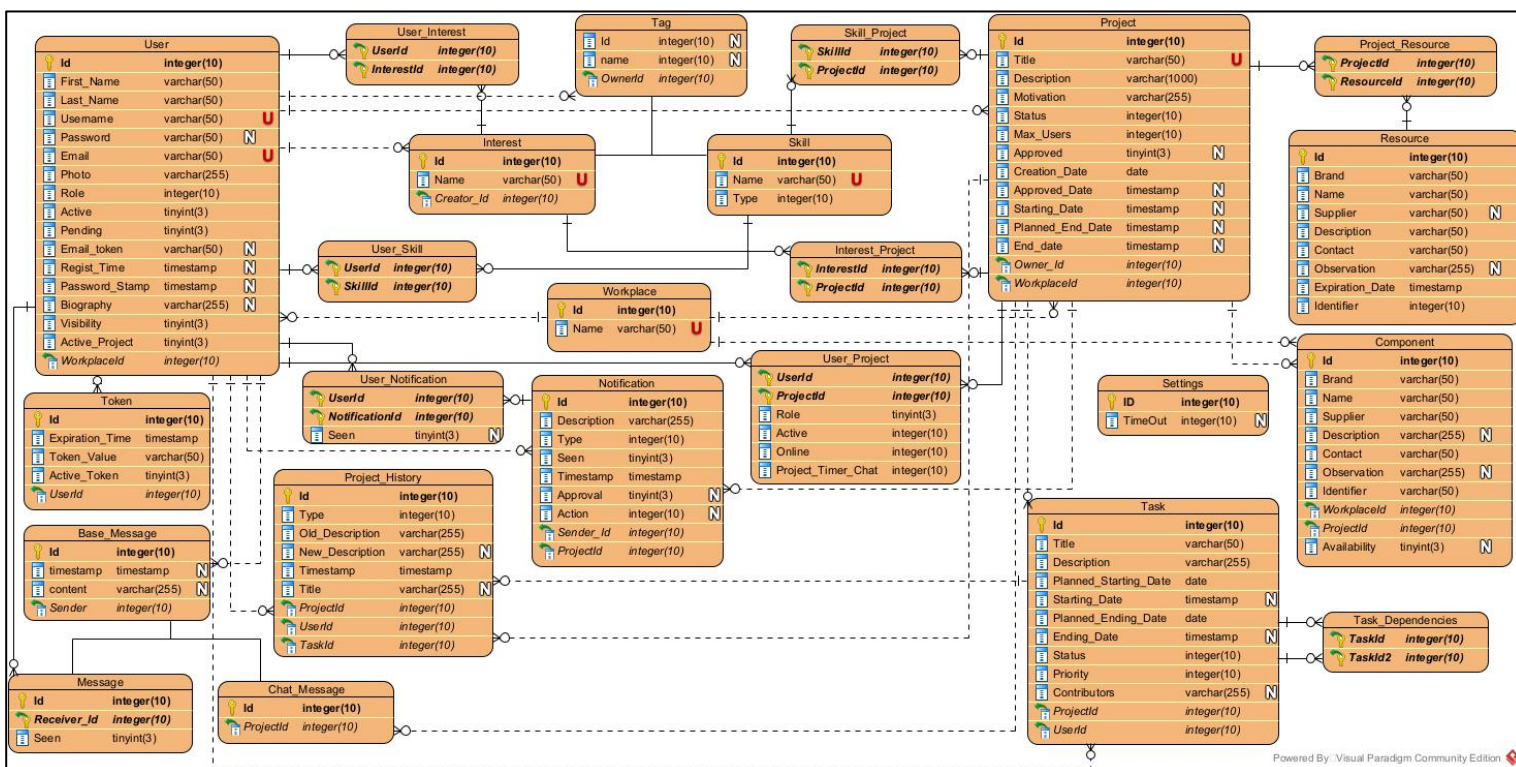 User
Id integer(10)
First_Name varchar(50)
Last_Name varchar(50)
Username varchar(50) U
Password varchar(50) N
Email varchar(50) U
Photo varchar(255)
Role integer(10)
Active tinyint(3)
Pending tinyint(3)
Email_token varchar(50) N
Regist_Time timestamp N
Password_Stamp timestamp N
Biography varchar(255) N
Visibility tinyint(3)
Active_Project tinyint(3)
WorkplaceId integer(10)
User_Interest
UserId integer(10)
InterestId integer(10)
Tag
Id integer(10) N
name integer(10) N
OwnerId integer(10)
Skill_Project
SkillId integer(10)
ProjectId integer(10)
Project
Id integer(10)
Title varchar(50) U
Description varchar(1000)
Motivation varchar(255)
Status integer(10)
Max_Users integer(10)
Approved tinyint(3) N
Creation_Date date
Approved_Date timestamp N
Starting_Date timestamp N
Planned_End_Date timestamp N
End_date timestamp N
Owner_Id integer(10)
WorkplaceId integer(10)
Project_Resource
ProjectId integer(10)
ResourceId integer(10)
Resource
Id integer(10)
Brand varchar(50)
Name varchar(50)
Supplier varchar(50) N
Description varchar(50)
Contact varchar(50)
Observation varchar(255) N
Expiration_Date timestamp
Identifier integer(10)
Interest
Id integer(10)
Name varchar(50) U
Creator_Id integer(10)
Skill
Id integer(10)
Name varchar(50) U
Type integer(10)
User_Skill
UserId integer(10)
SkillId integer(10)
Interest_Project
InterestId integer(10)
ProjectId integer(10)
Workplace
Id integer(10)
Name varchar(50) U
Component
Id integer(10)
Brand varchar(50)
Name varchar(50)
Supplier varchar(50)
Description varchar(255) N
Contact varchar(50)
Observation varchar(255) N
Identifier varchar(50)
WorkplaceId integer(10)
ProjectId integer(10)
Availability tinyint(3) N
User_Project
UserId integer(10)
ProjectId integer(10)
Role tinyint(3)
Active integer(10)
Online integer(10)
Project_Timer_Chat integer(10)
User_Notification
UserId integer(10)
NotificationId integer(10)
Seen tinyint(3) N
Notification
Id integer(10)
Description varchar(255)
Type integer(10)
Seen tinyint(3)
Timestamp timestamp
Approval tinyint(3) N
Action integer(10) N
Sender_Id integer(10)
ProjectId integer(10)
Settings
ID integer(10)
TimeOut integer(10) N
Token
Id integer(10)
Expiration_Time timestamp
Token_Value varchar(50)
Active_Token tinyint(3)
UserId integer(10)
Project_History
Id integer(10)
Type integer(10)
Old_Description varchar(255)
New_Description varchar(255) N
Timestamp timestamp
Title varchar(255) N
ProjectId integer(10)
UserId integer(10)
TaskId integer(10)
Base_Message
Id integer(10)
timestamp timestamp N
content varchar(255) N
Sender integer(10)
Task
Id integer(10)
Title varchar(50)
Description varchar(255)
Planned_Starting_Date date
Starting_Date timestamp N
Planned_Ending_Date date
Ending_Date timestamp N
Status integer(10)
Priority integer(10)
Contributors varchar(255) N
ProjectId integer(10)
UserId integer(10)
Task_Dependencies
TaskId integer(10)
TaskId2 integer(10)
Message
Id integer(10)
Receiver_Id integer(10)
Seen tinyint(3)
Chat_Message
Id integer(10)
ProjectId integer(10)
Powered By Visual Paradigm Community Edition